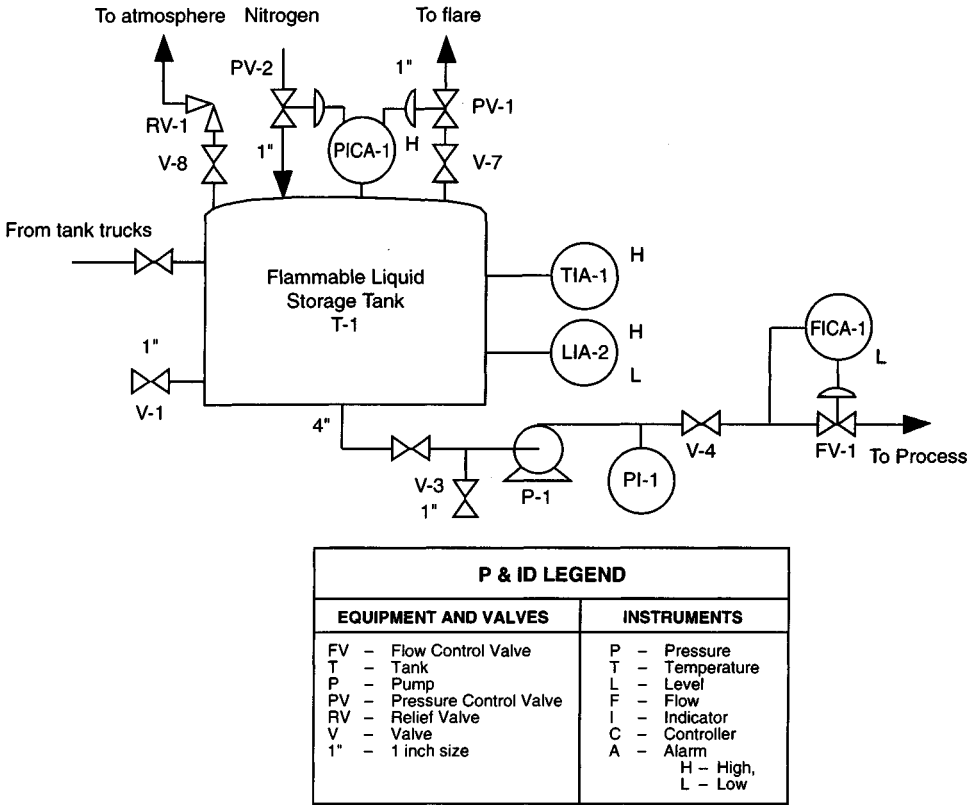 To atmosphere
Nitrogen
To flare
PV-2
1"
PV-1
RV-1
PICA-1
H
V-8
1"
V-7
From tank trucks
Flammable Liquid
Storage Tank
T-1
TIA-1
H
LIA-2
H
L
FICA-1
L
1"
V-1
4"
V-3
1"
P-1
PI-1
V-4
FV-1
To Process
P & ID LEGEND
EQUIPMENT AND VALVES
FV – Flow Control Valve
T – Tank
P – Pump
PV – Pressure Control Valve
RV – Relief Valve
V – Valve
1" – 1 inch size
INSTRUMENTS
P – Pressure
T – Temperature
L – Level
F – Flow
I – Indicator
C – Controller
A – Alarm
H – High,
L – Low